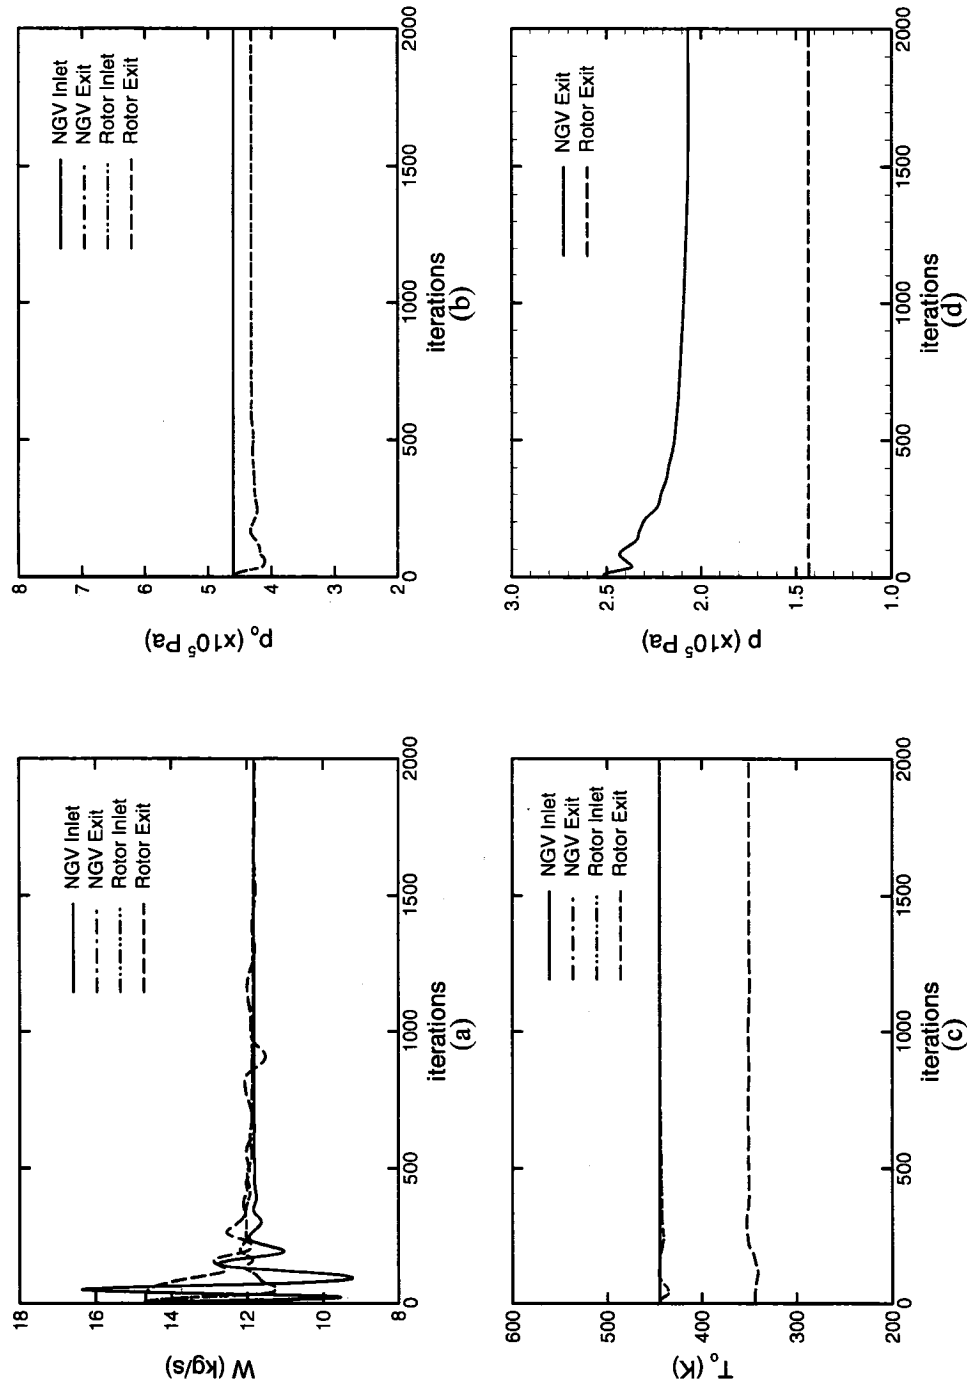 18
16
14
12
10
8
W (kg/s)
NGV Inlet
NGV Exit
Rotor Inlet
Rotor Exit
0
500
1000
1500
2000
iterations
(a)
8
7
6
5
4
3
2
pₒ (x10⁵ Pa)
NGV Inlet
NGV Exit
Rotor Inlet
Rotor Exit
0
500
1000
1500
2000
iterations
(b)
600
500
400
300
200
Tₒ (K)
NGV Inlet
NGV Exit
Rotor Inlet
Rotor Exit
0
500
1000
1500
2000
iterations
(c)
3.0
2.5
2.0
1.5
1.0
p (x10⁵ Pa)
NGV Exit
Rotor Exit
0
500
1000
1500
2000
iterations
(d)